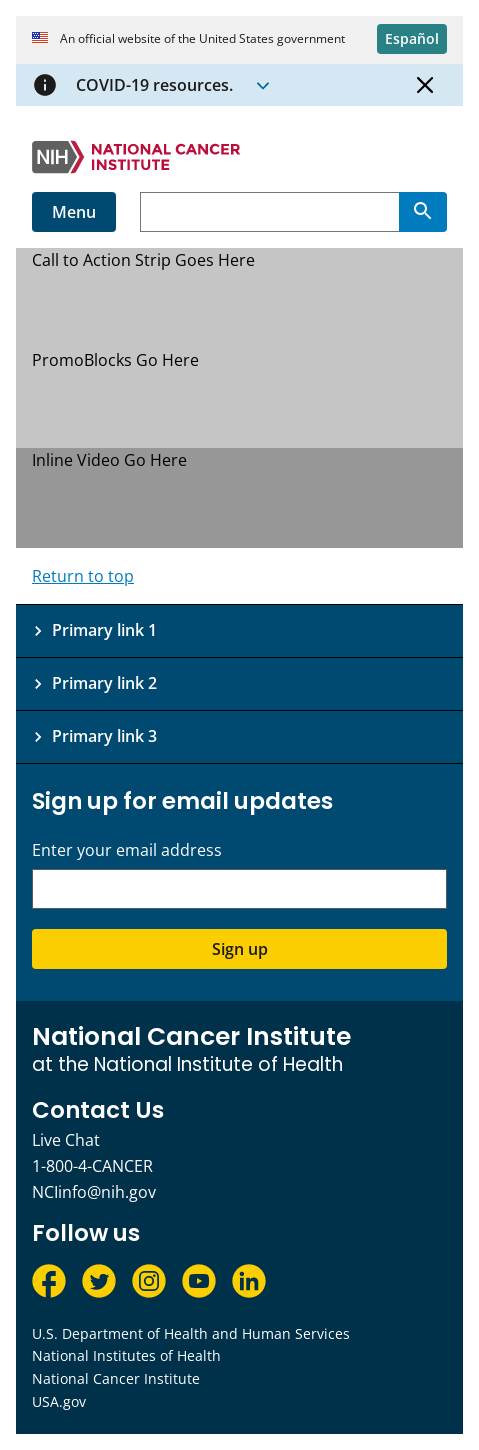 An official website of the United States government
Español
COVID-19 resources.
NIH NATIONAL CANCER
INSTITUTE
Menu
Call to Action Strip Goes Here
PromoBlocks Go Here
Inline Video Go Here
Return to top
Primary link 1
Primary link 2
Primary link 3
Sign up for email updates
Enter your email address
Sign up
National Cancer Institute
at the National Institute of Health
Contact Us
Live Chat
1-800-4-CANCER
NCIinfo@nih.gov
Follow us
U.S. Department of Health and Human Services
National Institutes of Health
National Cancer Institute
USA.gov